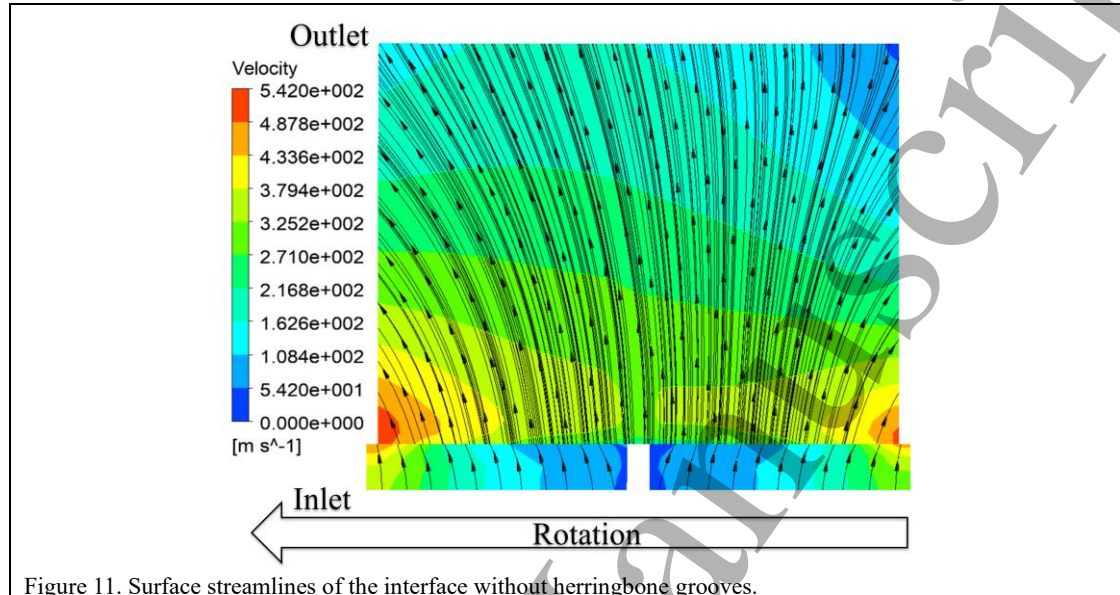 Outlet
Velocity
5.420e+002
4.878e+002
4.336e+002
3.794e+002
3.252e+002
2.710e+002
2.168e+002
1.626e+002
1.084e+002
5.420e+001
0.000e+000
[m s^-1]
Inlet
Rotation
Figure 11. Surface streamlines of the interface without herringbone grooves.